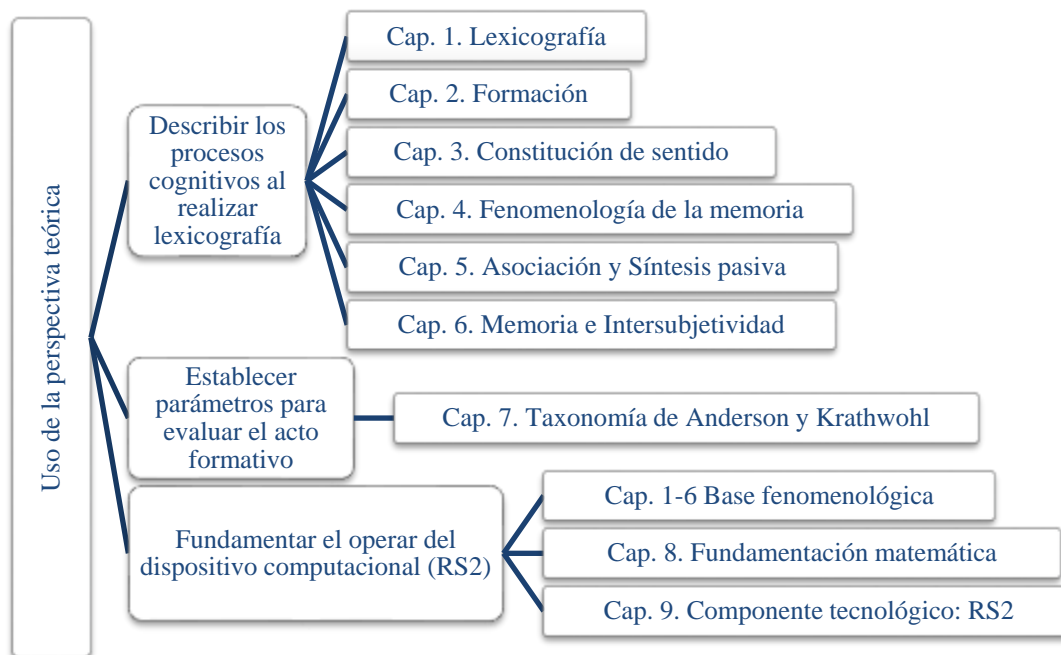 Uso de la perspectiva teórica
Describir los
procesos
cognitivos al
realizar
lexicografía
Cap. 1. Lexicografía
Cap. 2. Formación
Cap. 3. Constitución de sentido
Cap. 4. Fenomenología de la memoria
Cap. 5. Asociación y Síntesis pasiva
Cap. 6. Memoria e Intersubjetividad
Establecer
parámetros para
evaluar el acto
formativo
Cap. 7. Taxonomía de Anderson y Krathwohl
Fundamentar el operar del
dispositivo computacional (RS2)
Cap. 1-6 Base fenomenológica
Cap. 8. Fundamentación matemática
Cap. 9. Componente tecnológico: RS2